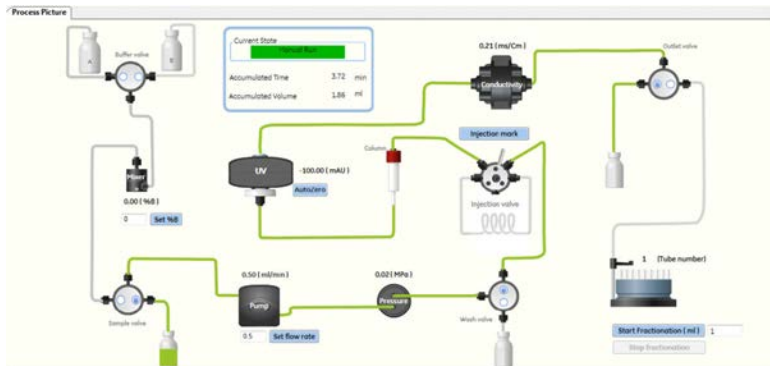 Process Picture
Current State
Manual Run
Accumulated Time 3.72 min
Accumulated Volume 1.86 ml
A
B
Buffer valve
0.21 (ms/Cm)
Conductivity
Outlet valve
Injection mark
Column
UV
-100.00 (mAU)
Autozero
Injection valve
Mixer
0.00 (%B)
0 Set %B
1 (Tube number)
0.50 (ml/min)
0.02 (MPa)
Pump
Pressure
Sample valve
Wash valve
0.5 Set flow rate
Start Fractionation ( ml ) 1
Stop fractionation